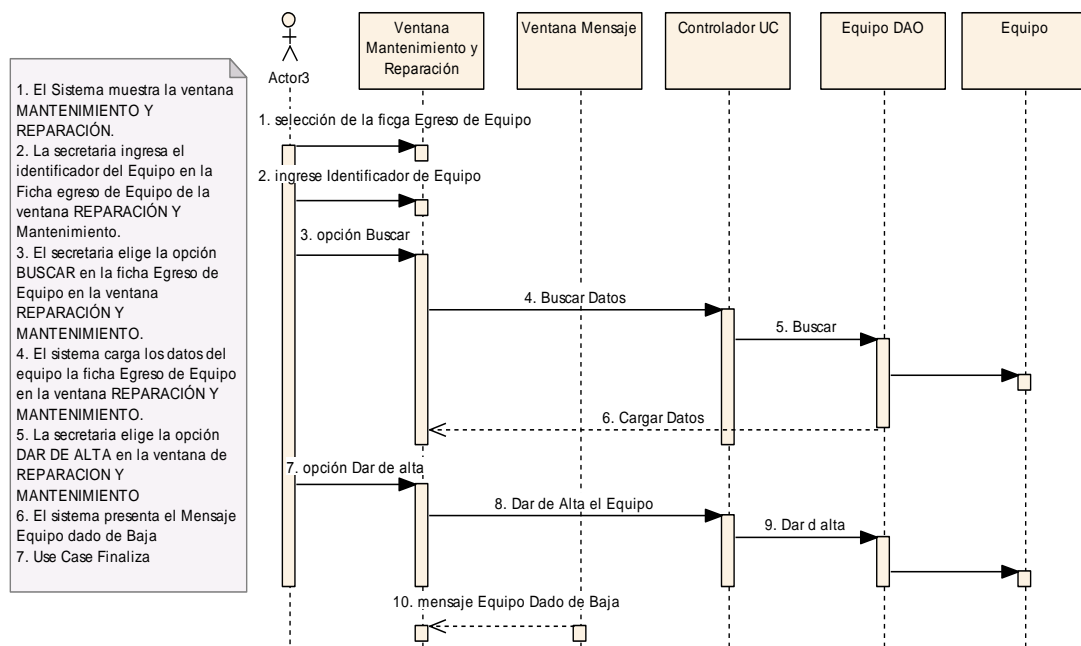 Actor3
Ventana
Mantenimiento y
Reparación
Ventana Mensaje
Controlador UC
Equipo DAO
Equipo
1. El Sistema muestra la ventana
MANTENIMIENTO Y
REPARACIÓN.
2. La secretaria ingresa el
identificador del Equipo en la
Ficha egreso de Equipo de la
ventana REPARACIÓN Y
Mantenimiento.
3. El secretaria elige la opción
BUSCAR en la ficha Egreso de
Equipo en la ventana
REPARACIÓN Y
MANTENIMIENTO.
4. El sistema carga los datos del
equipo la ficha Egreso de Equipo
en la ventana REPARACIÓN Y
MANTENIMIENTO.
5. La secretaria elige la opción
DAR DE ALTA en la ventana de
REPARACION Y
MANTENIMIENTO
6. El sistema presenta el Mensaje
Equipo dado de Baja
7. Use Case Finaliza
1. selección de la ficga Egreso de Equipo
2. ingrese Identificador de Equipo
3. opción Buscar
4. Buscar Datos
5. Buscar
6. Cargar Datos
7. opción Dar de alta
8. Dar de Alta el Equipo
9. Dar d alta
10. mensaje Equipo Dado de Baja